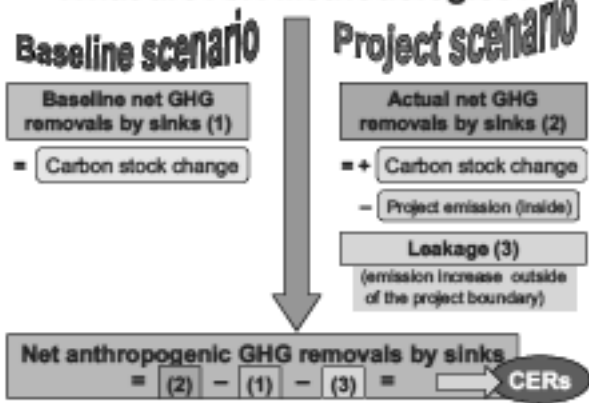 Baseline scenario
Project scenario
Baseline net GHG
removals by sinks (1)
= Carbon stock change
Actual net GHG
removals by sinks (2)
= + Carbon stock change
– Project emission (inside)
Leakage (3)
(emission increase outside
of the project boundary)
Net anthropogenic GHG removals by sinks
= (2) – (1) – (3) =
CERs